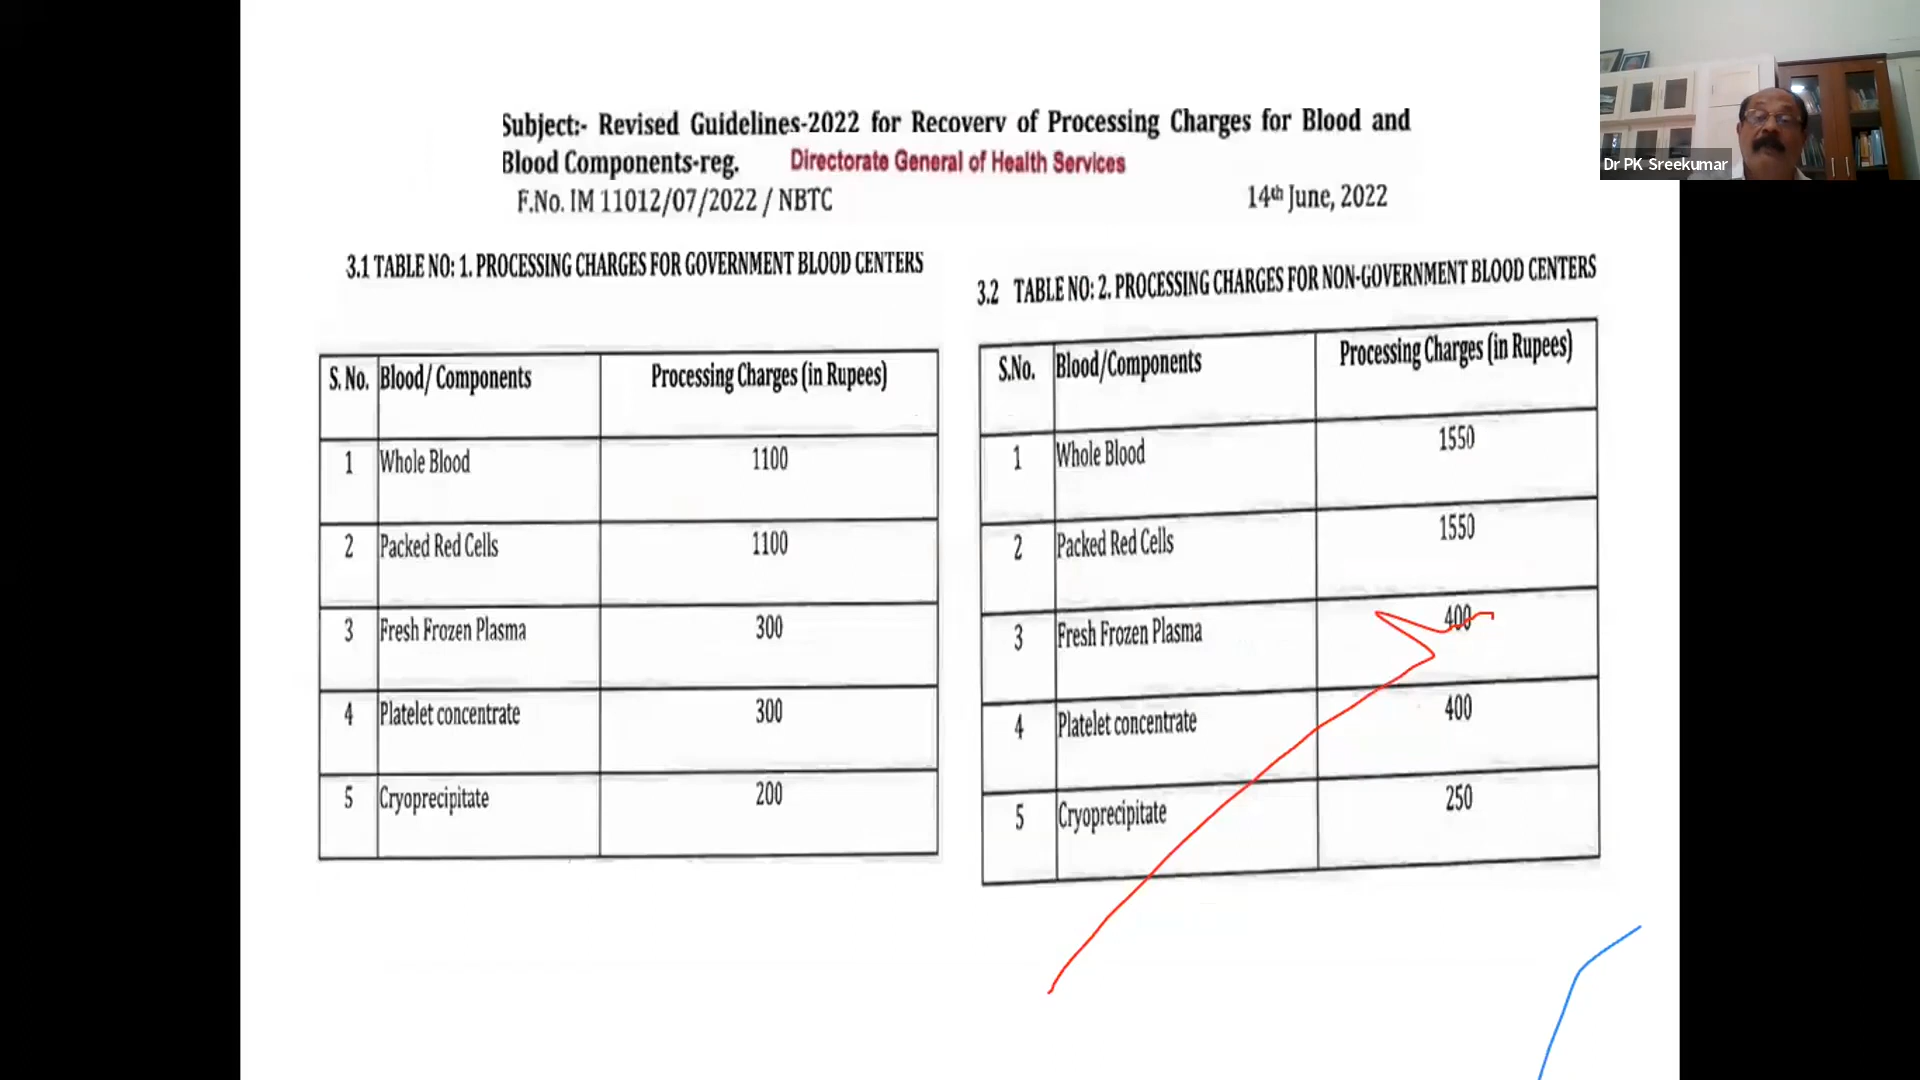 Subject:- Revised Guidelines-2022 for Recovery of Processing Charges for Blood and
Blood Components-reg. Directorate General of Health Services
F.No. IM 11012/07/2022 / NBTC 14th June, 2022
3.1 TABLE NO: 1. PROCESSING CHARGES FOR GOVERNMENT BLOOD CENTERS
S. No. Blood/ Components Processing Charges (in Rupees)
1 Whole Blood 1100
2 Packed Red Cells 1100
3 Fresh Frozen Plasma 300
4 Platelet concentrate 300
5 Cryoprecipitate 200
3.2 TABLE NO: 2. PROCESSING CHARGES FOR NON-GOVERNMENT BLOOD CENTERS
S.No. Blood/Components Processing Charges (in Rupees)
1 Whole Blood 1550
2 Packed Red Cells 1550
3 Fresh Frozen Plasma 400
4 Platelet concentrate 400
5 Cryoprecipitate 250
Dr PK Sreekumar